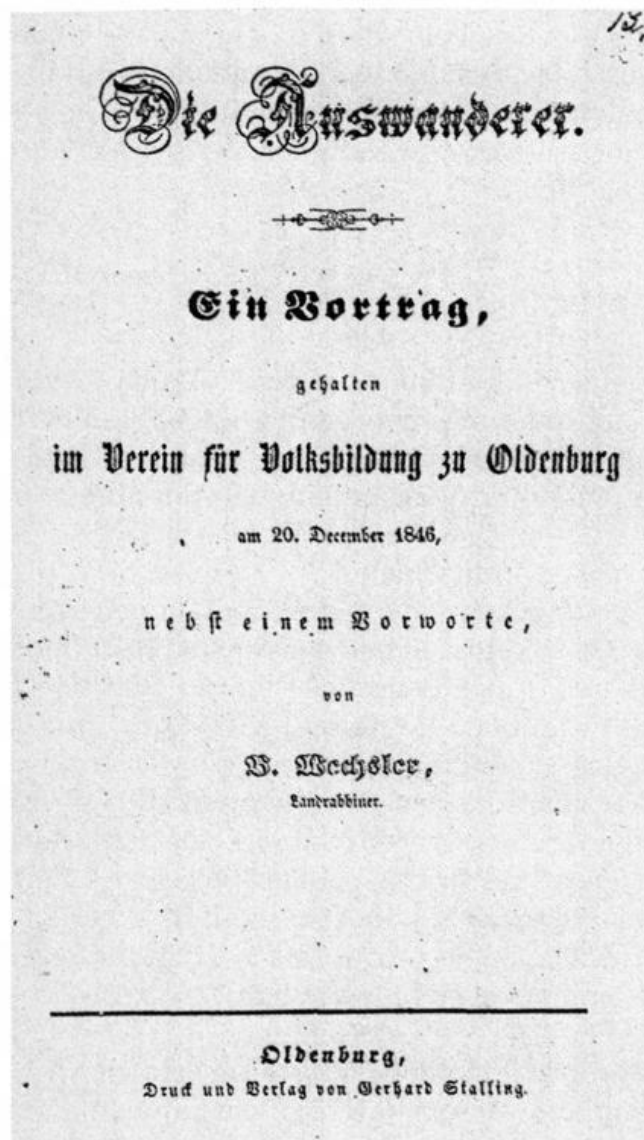 13.
Die Auswanderer.
Ein Vortrag,
gehalten
im Verein für Volksbildung zu Oldenburg
am 20. December 1846,
nebst einem Vorworte,
von
B. Wechsler,
Landrabbiner.
Oldenburg,
Druck und Verlag von Gerhard Stalling.